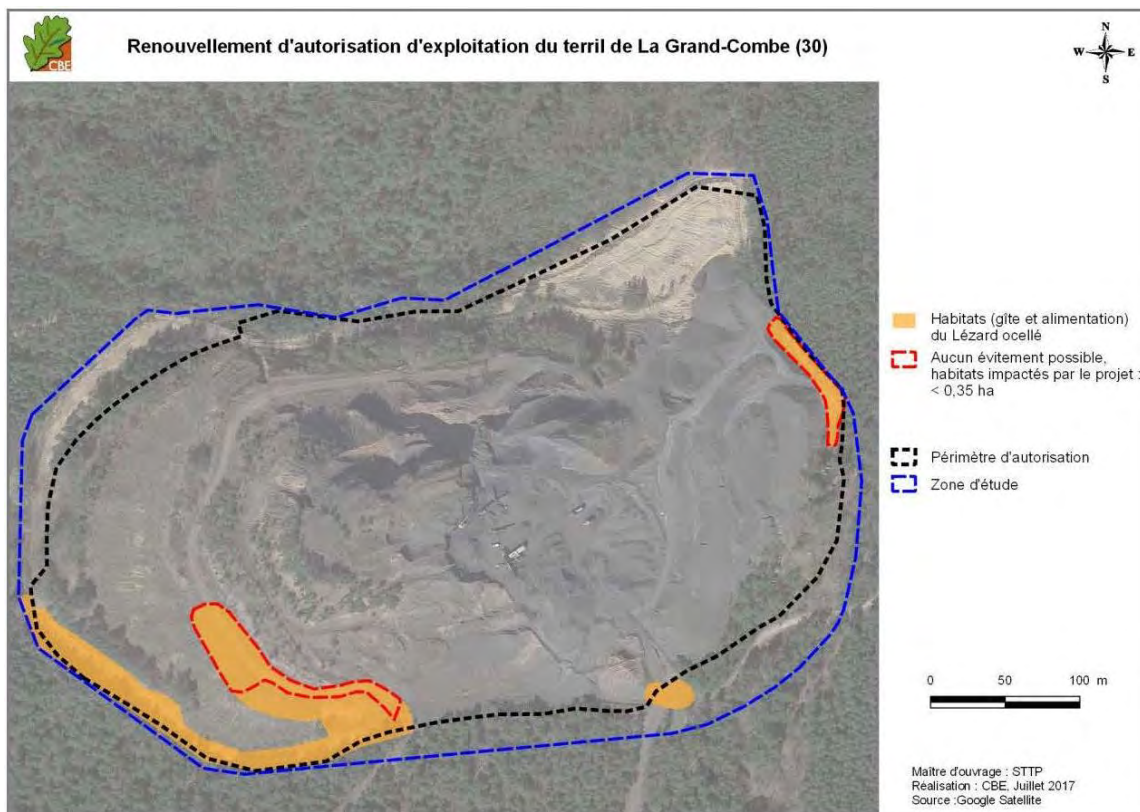 CBE
Renouvellement d'autorisation d'exploitation du terril de La Grand-Combe (30)
N
W E
S
Habitats (gîte et alimentation)
du Lézard ocellé
Aucun évitement possible,
habitats impactés par le projet :
< 0,35 ha
Périmètre d'autorisation
Zone d'étude
0 50 100 m
Maître d'ouvrage : STTP
Réalisation : CBE, Juillet 2017
Source :Google Satellite